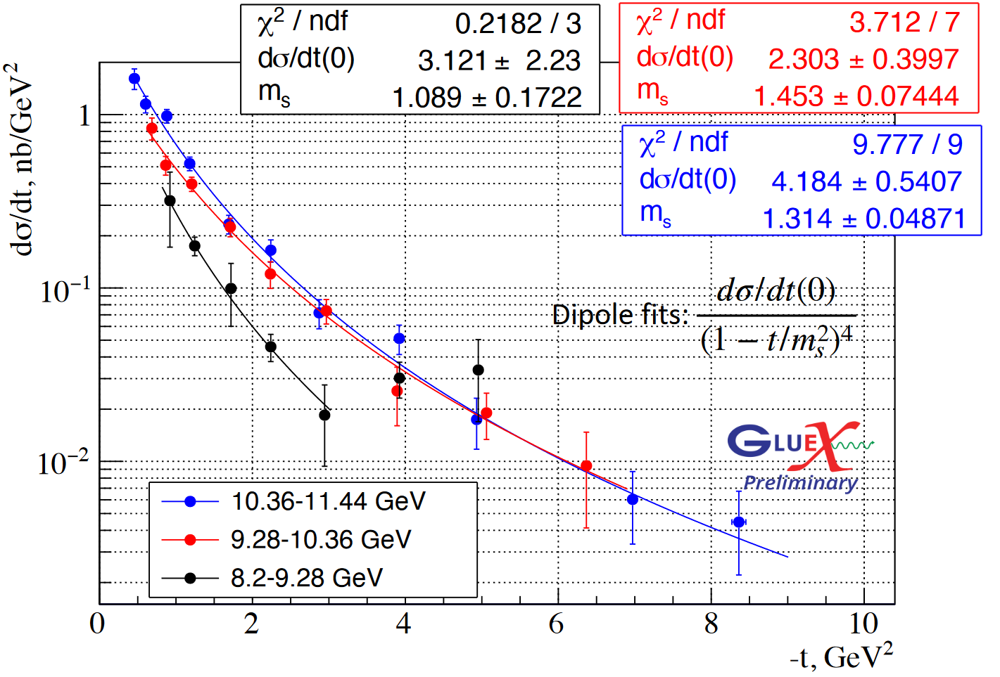 χ² / ndf 0.2182 / 3
dσ/dt(0) 3.121 ± 2.23
mₛ 1.089 ± 0.1722
χ² / ndf 3.712 / 7
dσ/dt(0) 2.303 ± 0.3997
mₛ 1.453 ± 0.07444
χ² / ndf 9.777 / 9
dσ/dt(0) 4.184 ± 0.5407
mₛ 1.314 ± 0.04871
dσ/dt, nb/GeV²
1
10⁻¹
10⁻²
Dipole fits: dσ/dt(0)
(1 − t/mₛ²)⁴
GLUEX
Preliminary
10.36-11.44 GeV
9.28-10.36 GeV
8.2-9.28 GeV
0 2 4 6 8 10
-t, GeV²